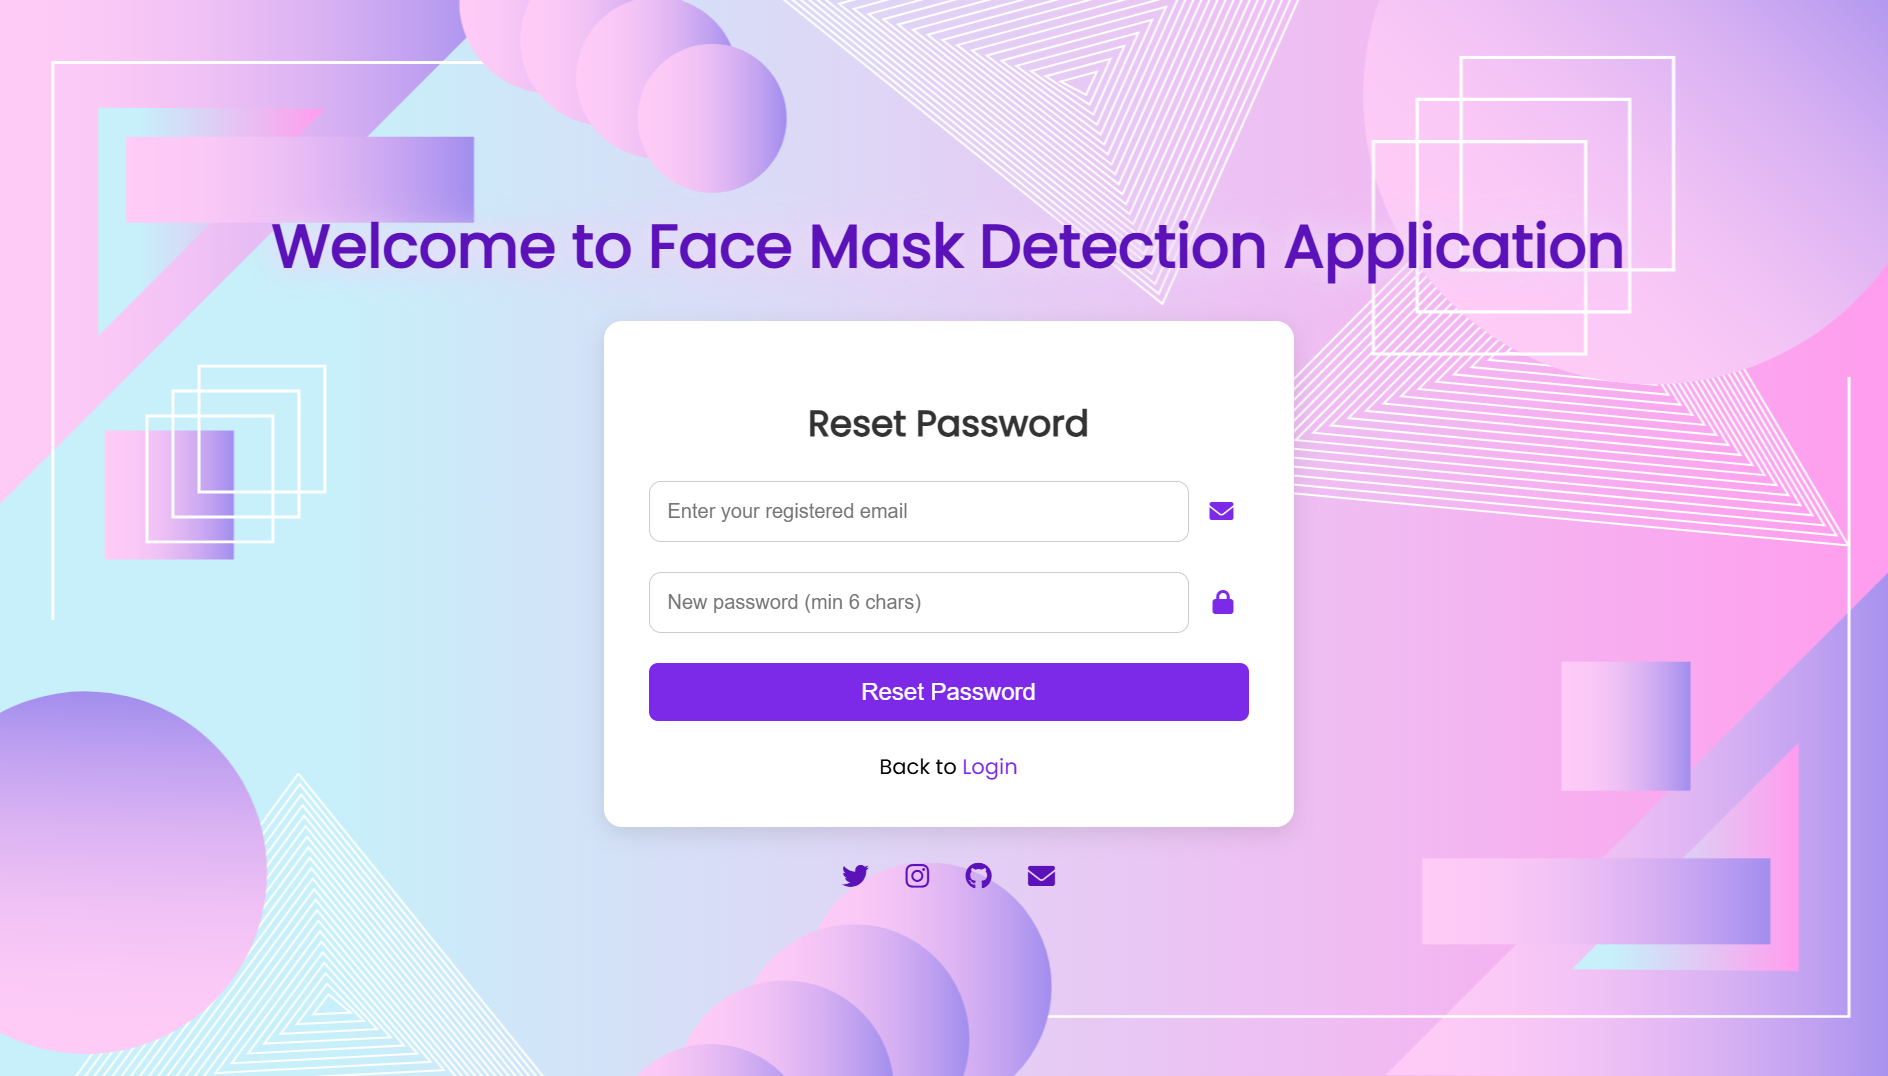 Welcome to Face Mask Detection Application
Reset Password
Enter your registered email
New password (min 6 chars)
Reset Password
Back to Login